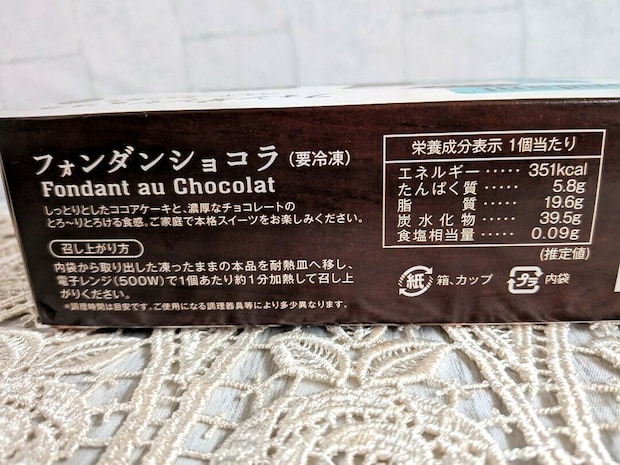 フォンダンショコラ(要冷凍)
Fondant au Chocolat
しっとりとしたココアケーキと、濃厚なチョコレートの
とろ~りとろける食感。ご家庭で本格スイーツをお楽しみください。
召し上がり方
内袋から取り出した凍ったままの本品を耐熱皿へ移し、
電子レンジ(500W)で1個あたり約1分加熱して召し上
がりください。
*調理時間は目安です。ご使用になる調理器具等により多少異なります。
栄養成分表示 1個当たり
エネルギー・・・・・351kcal
たんぱく質・・・・・5.8g
脂質・・・・・19.6g
炭水化物・・・・・39.5g
食塩相当量・・・・・0.09g
(推定値)
紙 箱、カップ
プラ 内袋